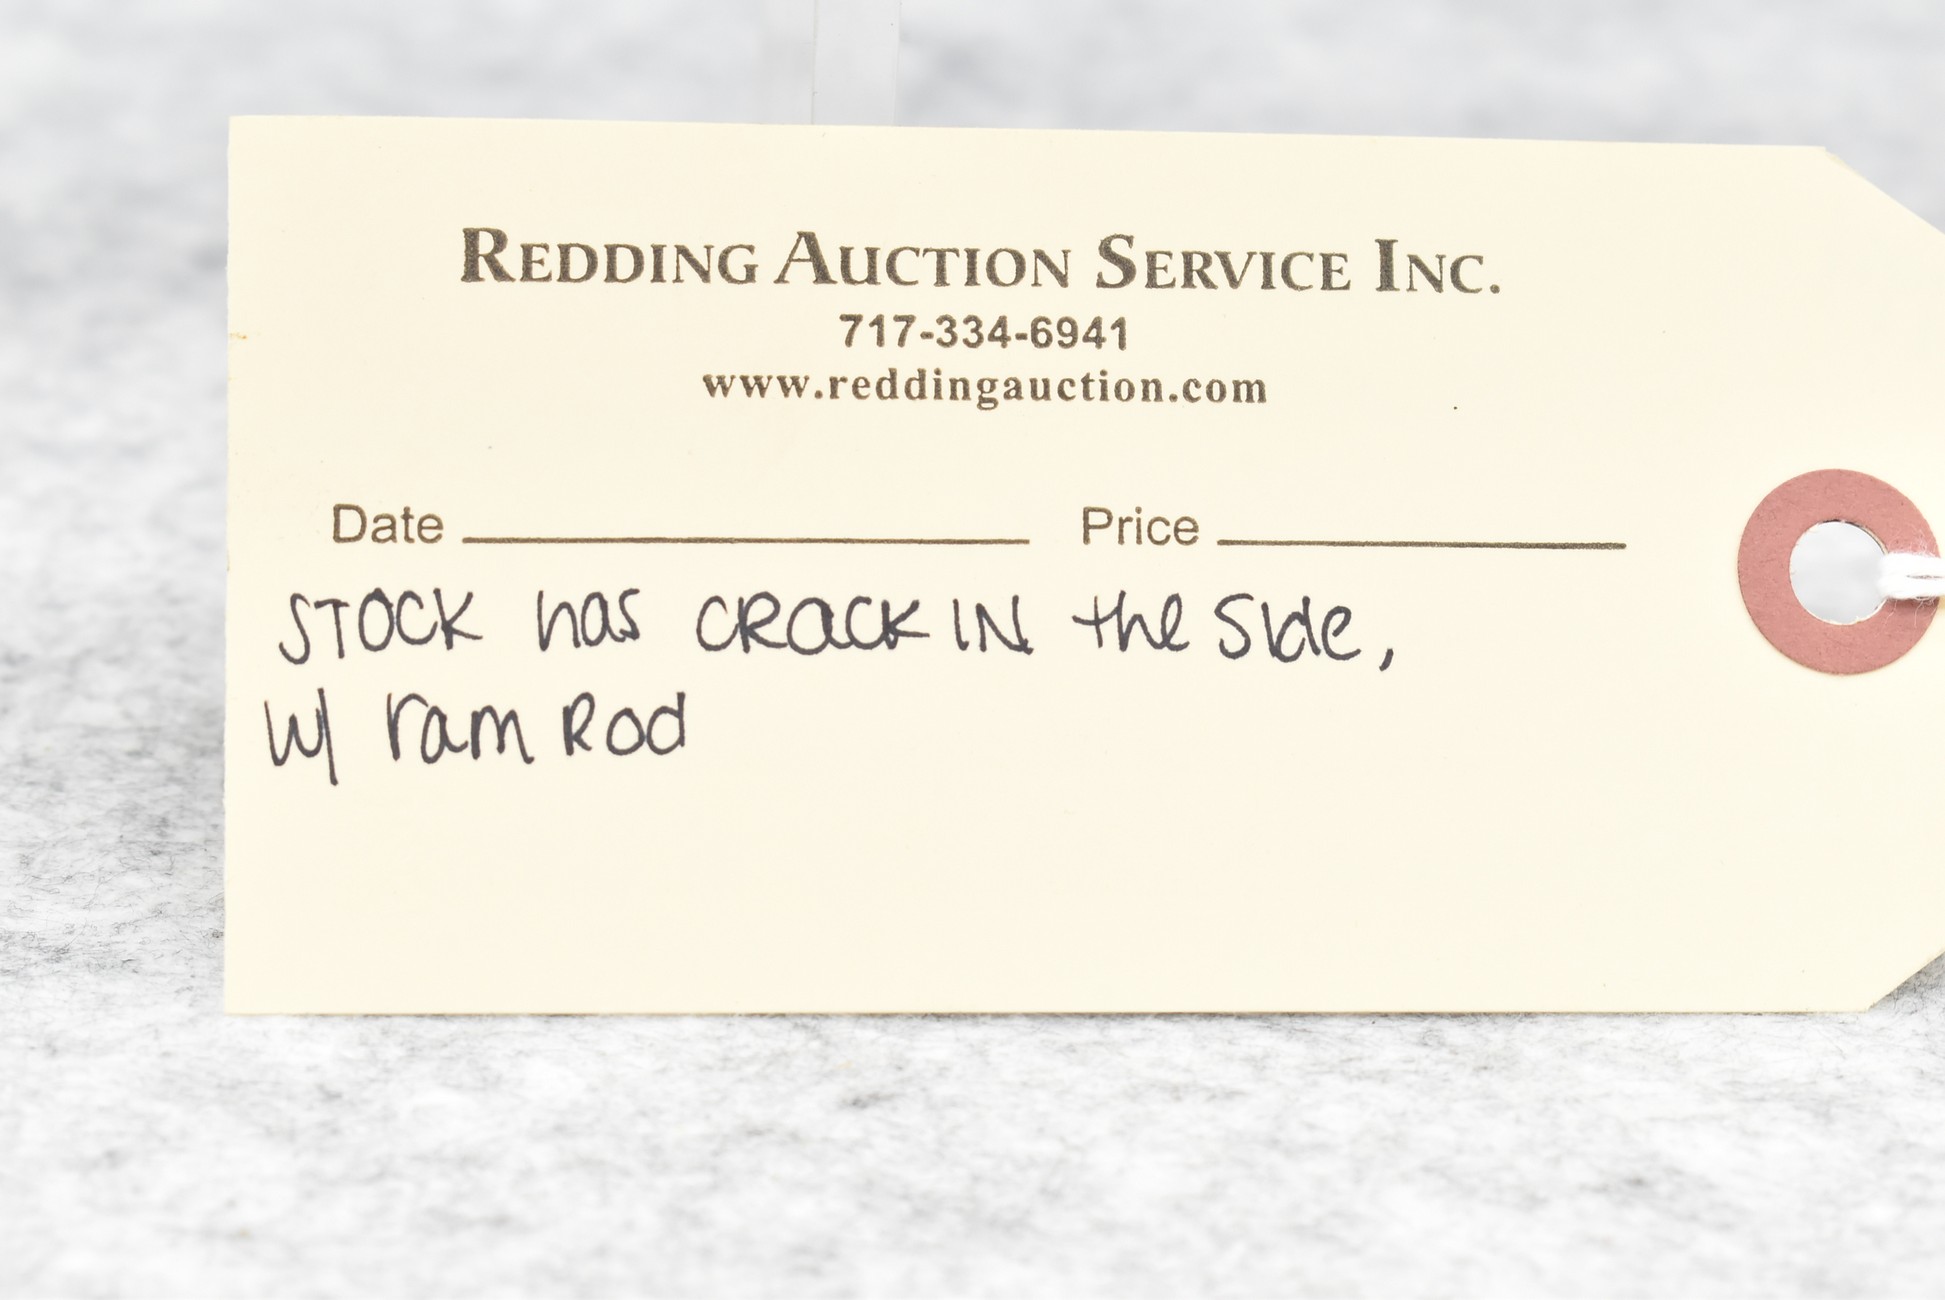 REDDING AUCTION SERVICE INC.
717-334-6941
www.reddingauction.com
Date Price
STOCK has CRACK IN the Side,
W/ ram Rod